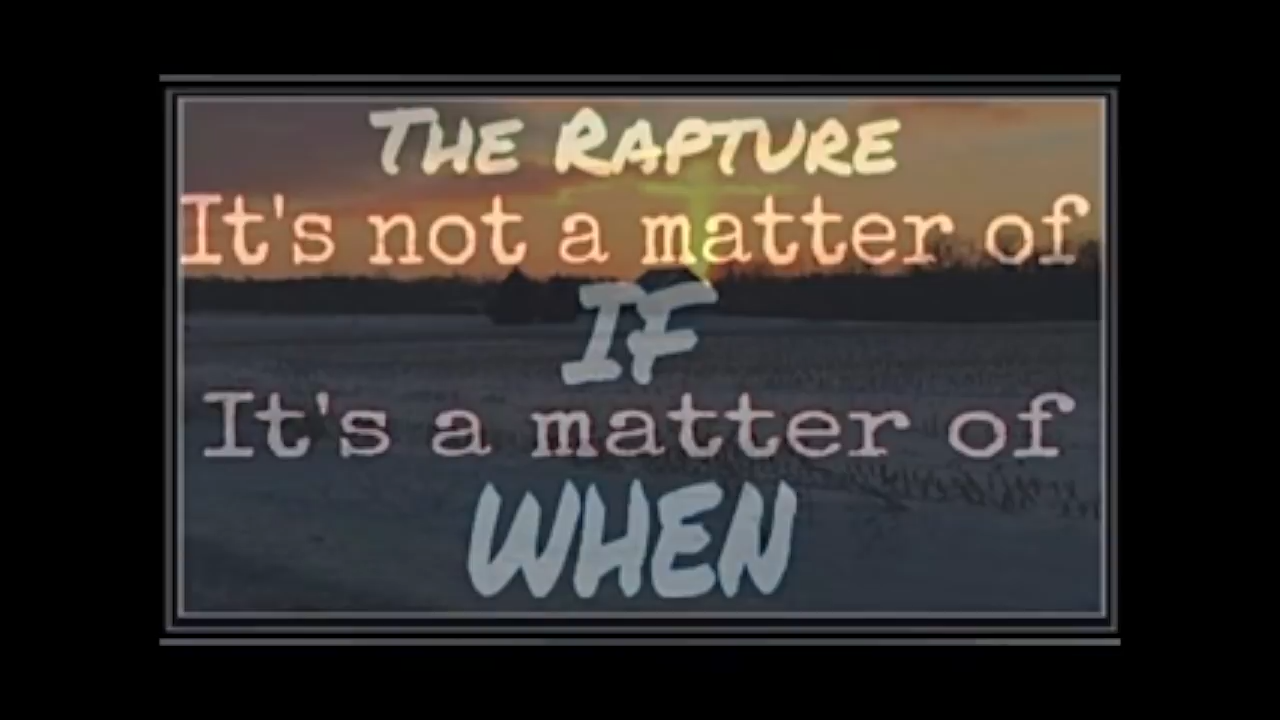 The Rapture
It's not a matter of
IF
It's a matter of
WHEN